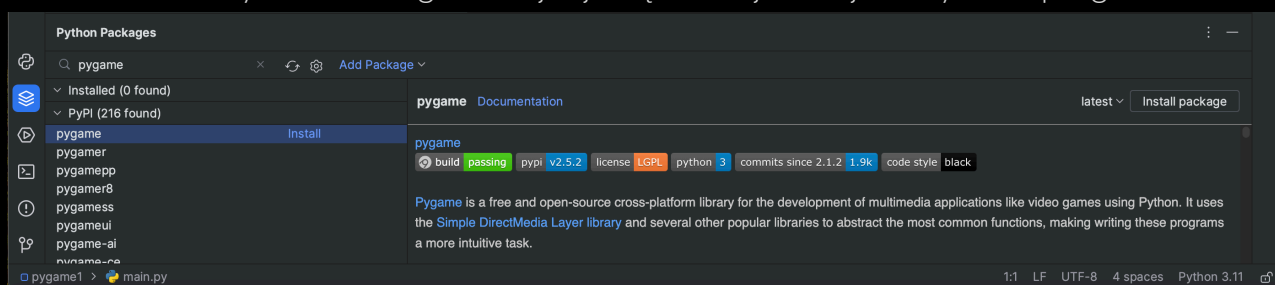 Python Packages
pygame
Add Package
Installed (0 found)
PyPI (216 found)
pygame Install
pygamer
pygamepp
pygamer8
pygamess
pygameui
pygame-ai
pygame-ce
pygame Documentation
latest Install package
pygame
build passing pypi v2.5.2 license LGPL python 3 commits since 2.1.2 1.9k code style black
Pygame is a free and open-source cross-platform library for the development of multimedia applications like video games using Python. It uses
the Simple DirectMedia Layer library and several other popular libraries to abstract the most common functions, making writing these programs
a more intuitive task.
pygame1 > main.py
1:1 LF UTF-8 4 spaces Python 3.11